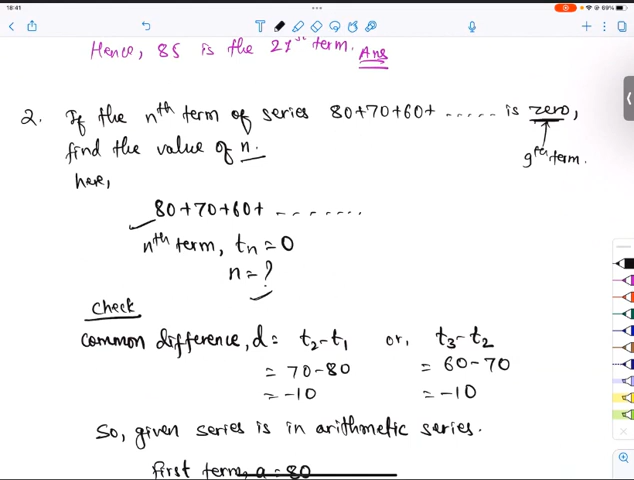 18:41
69%
Hence, 85 is the 21st term. Ans
2. If the nth term of series 80+70+60+ ...... is zero,
find the value of n.
9th term.
here,
80+70+60+ ........
nth term, tn = 0
n = ?
Check
Common difference, d = t2-t1 or, t3-t2
= 70-80 = 60-70
= -10 = -10
So, given series is in arithmetic series.
First term, a = 80